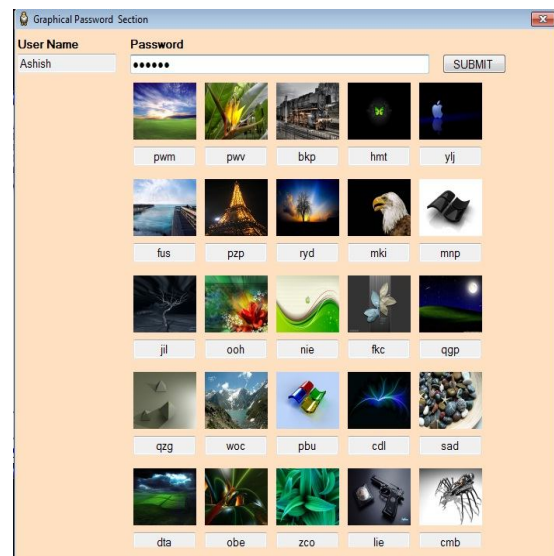 Graphical Password Section
User Name Password
Ashish •••••• SUBMIT
pwm pwv bkp hmt ylj
fus pzp ryd mki mnp
jil ooh nie fkc qgp
qzg woc pbu cdl sad
dta obe zco lie cmb